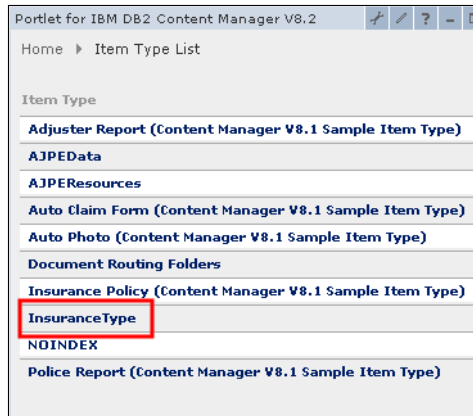 Portlet for IBM DB2 Content Manager V8.2 ?
Home Item Type List
Item Type
Adjuster Report (Content Manager V8.1 Sample Item Type)
AJPEData
AJPEResources
Auto Claim Form (Content Manager V8.1 Sample Item Type)
Auto Photo (Content Manager V8.1 Sample Item Type)
Document Routing Folders
Insurance Policy (Content Manager V8.1 Sample Item Type)
InsuranceType
NOINDEX
Police Report (Content Manager V8.1 Sample Item Type)